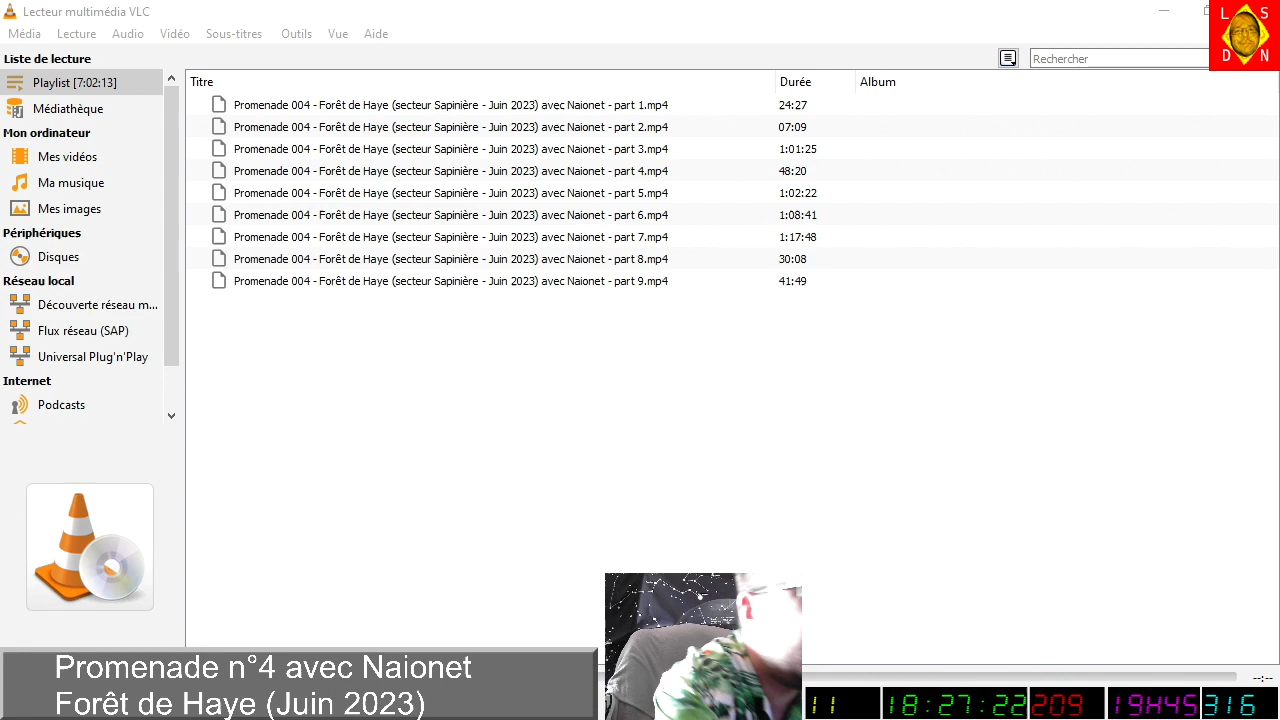 Lecteur multimédia VLC
Média Lecture Audio Vidéo Sous-titres Outils Vue Aide
Liste de lecture
Rechercher
L S
D N
Playlist [7:02:13]
Médiathèque
Mon ordinateur
Mes vidéos
Ma musique
Mes images
Périphériques
Disques
Réseau local
Découverte réseau m...
Flux réseau (SAP)
Universal Plug'n'Play
Internet
Podcasts
Titre Durée Album
Promenade 004 - Forêt de Haye (secteur Sapinière - Juin 2023) avec Naionet - part 1.mp4 24:27
Promenade 004 - Forêt de Haye (secteur Sapinière - Juin 2023) avec Naionet - part 2.mp4 07:09
Promenade 004 - Forêt de Haye (secteur Sapinière - Juin 2023) avec Naionet - part 3.mp4 1:01:25
Promenade 004 - Forêt de Haye (secteur Sapinière - Juin 2023) avec Naionet - part 4.mp4 48:20
Promenade 004 - Forêt de Haye (secteur Sapinière - Juin 2023) avec Naionet - part 5.mp4 1:02:22
Promenade 004 - Forêt de Haye (secteur Sapinière - Juin 2023) avec Naionet - part 6.mp4 1:08:41
Promenade 004 - Forêt de Haye (secteur Sapinière - Juin 2023) avec Naionet - part 7.mp4 1:17:48
Promenade 004 - Forêt de Haye (secteur Sapinière - Juin 2023) avec Naionet - part 8.mp4 30:08
Promenade 004 - Forêt de Haye (secteur Sapinière - Juin 2023) avec Naionet - part 9.mp4 41:49
--:--
Promenade n°4 avec Naionet
Forêt de Haye (Juin 2023)
11 18:27:22 209 19H45 316